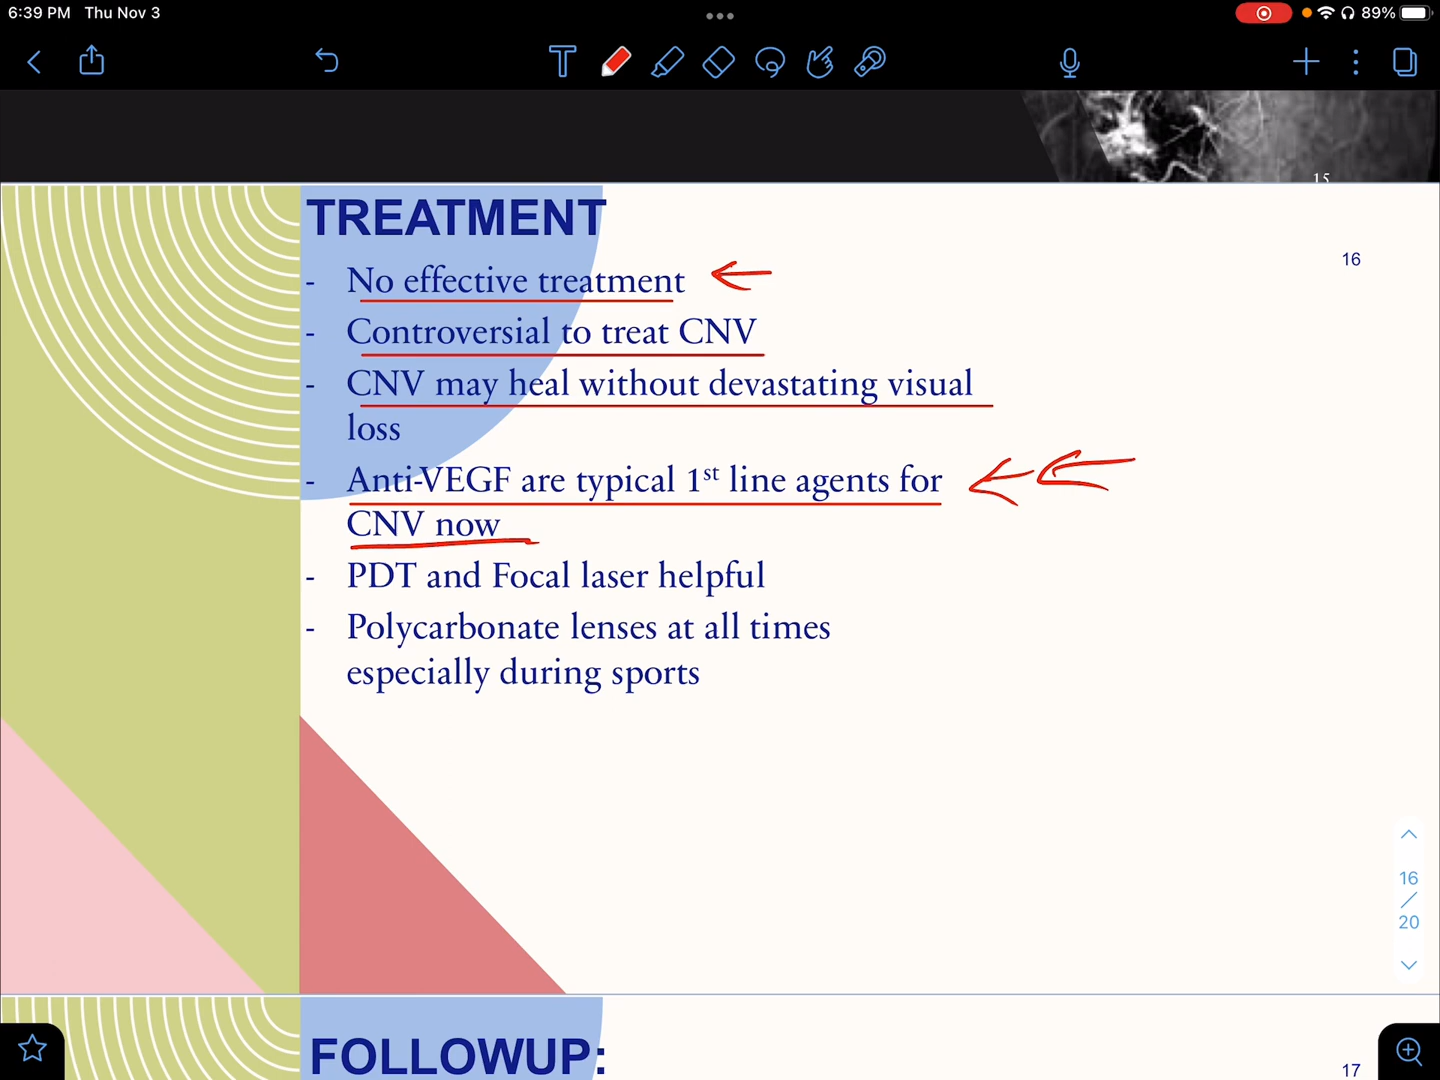 6:39 PM Thu Nov 3
89%
T
15
TREATMENT
16
- No effective treatment
- Controversial to treat CNV
- CNV may heal without devastating visual
loss
- Anti-VEGF are typical 1st line agents for
CNV now
- PDT and Focal laser helpful
- Polycarbonate lenses at all times
especially during sports
16
/
20
FOLLOWUP:
17